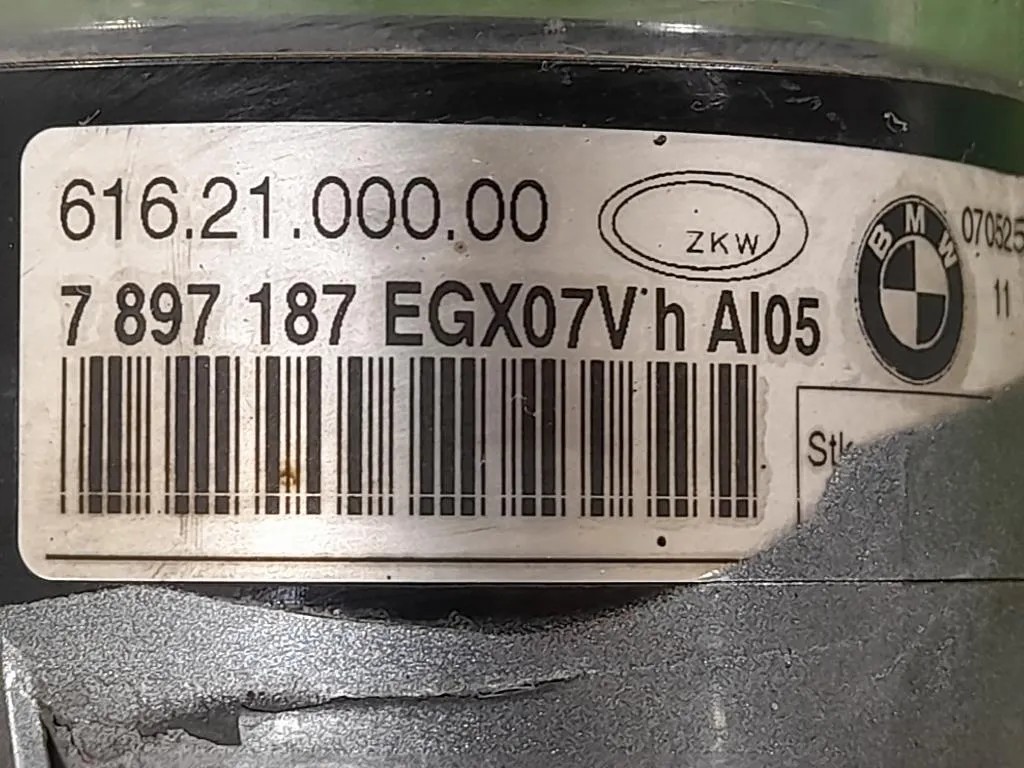 616.21.000.00
ZKW
BMW
070525
11
7 897 187 EGX07V h AI05